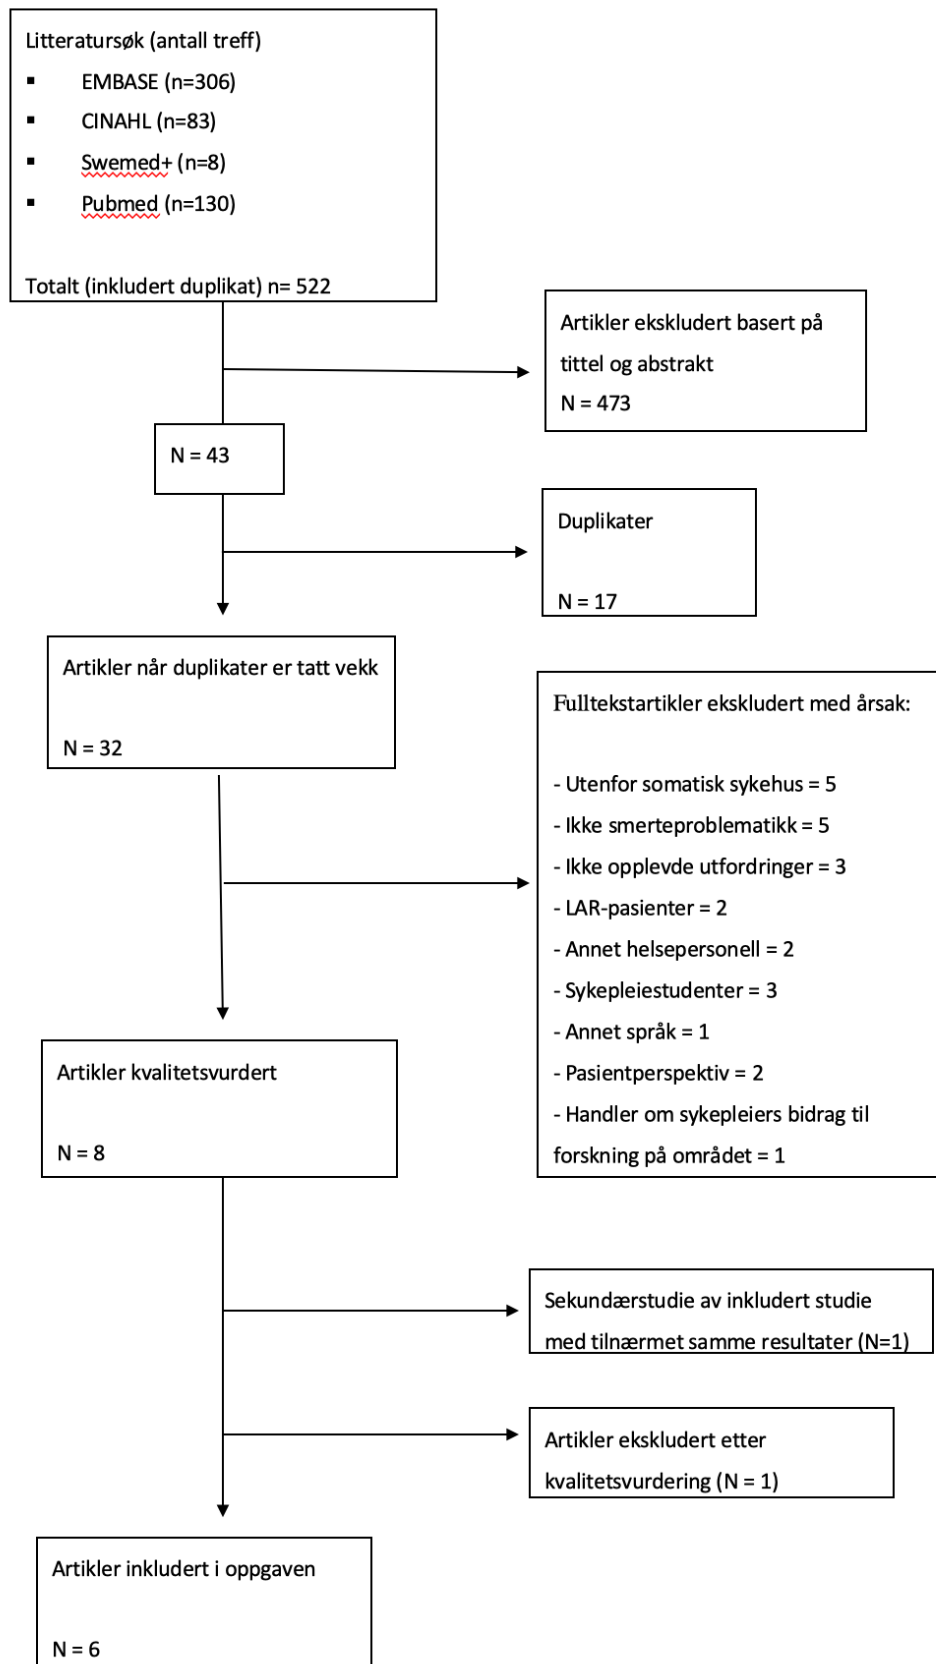 Litteratursøk (antall treff)
▪ EMBASE (n=306)
▪ CINAHL (n=83)
▪ Swemed+ (n=8)
▪ Pubmed (n=130)
Totalt (inkludert duplikat) n= 522
Artikler ekskludert basert på
tittel og abstrakt
N = 473
N = 43
Duplikater
N = 17
Artikler når duplikater er tatt vekk
N = 32
Fulltekstartikler ekskludert med årsak:
- Utenfor somatisk sykehus = 5
- Ikke smerteproblematikk = 5
- Ikke opplevde utfordringer = 3
- LAR-pasienter = 2
- Annet helsepersonell = 2
- Sykepleiestudenter = 3
- Annet språk = 1
- Pasientperspektiv = 2
- Handler om sykepleiers bidrag til
forskning på området = 1
Artikler kvalitetsvurdert
N = 8
Sekundærstudie av inkludert studie
med tilnærmet samme resultater (N=1)
Artikler ekskludert etter
kvalitetsvurdering (N = 1)
Artikler inkludert i oppgaven
N = 6